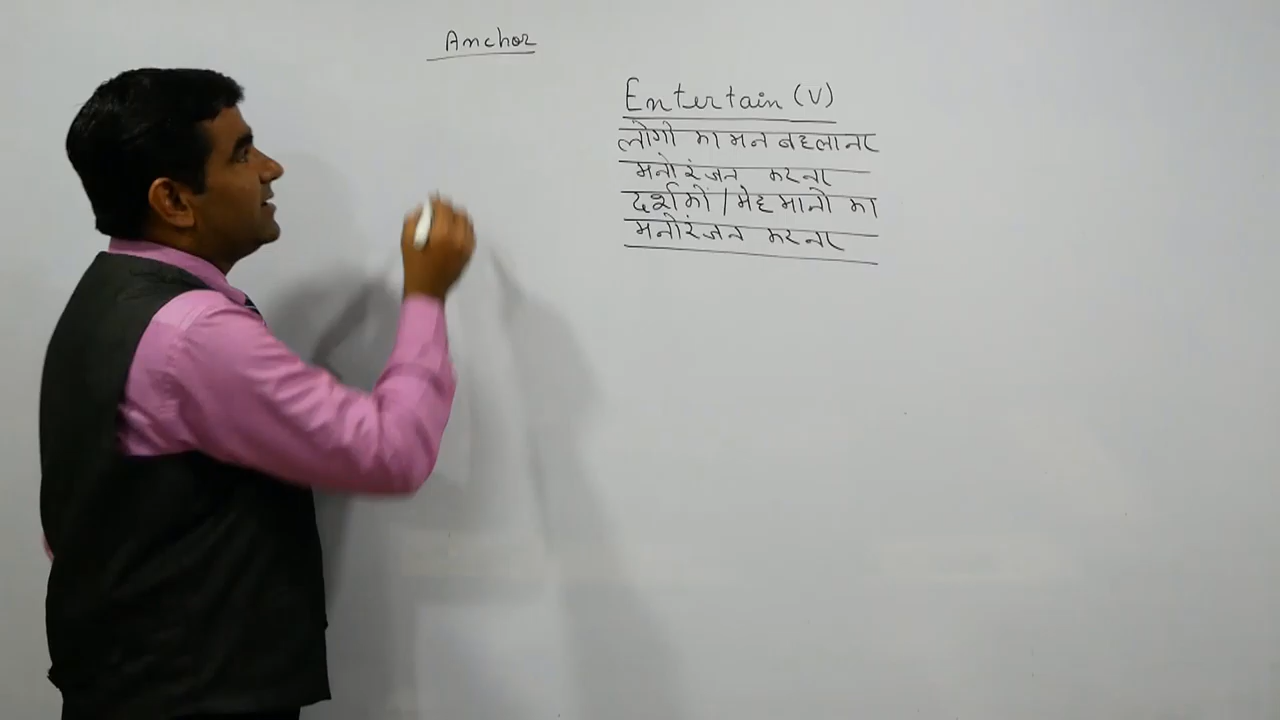 Anchor
Entertain (V)
लोगो का मन बहलाना
मनोरंजन करना
दर्शकों / मेहमानो का
मनोरंजन करना